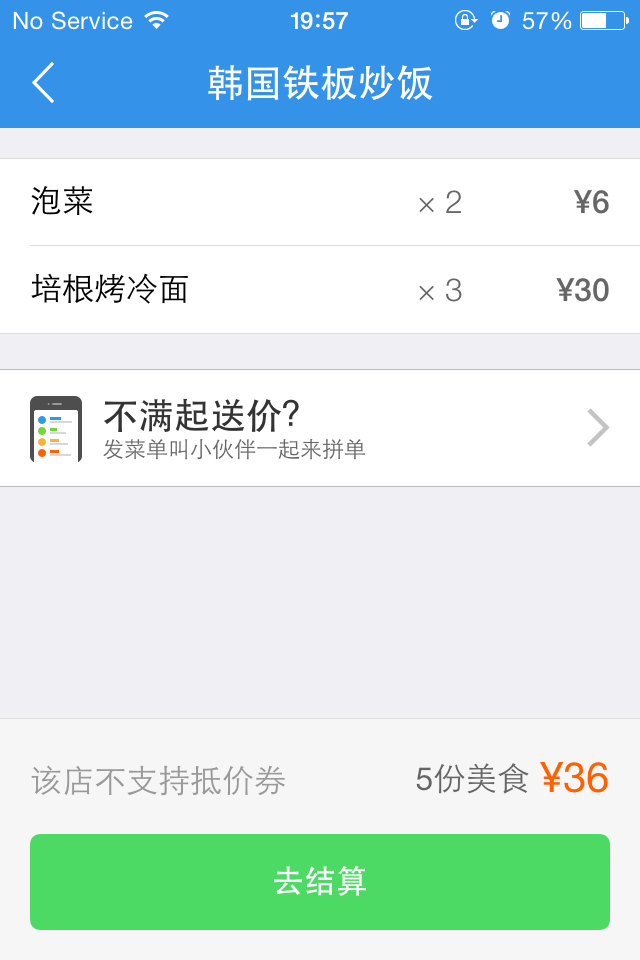 No Service 19:57 57%
韩国铁板炒饭
泡菜 × 2 ¥6
培根烤冷面 × 3 ¥30
不满起送价?
发菜单叫小伙伴一起来拼单
该店不支持抵价券 5份美食 ¥36
去结算